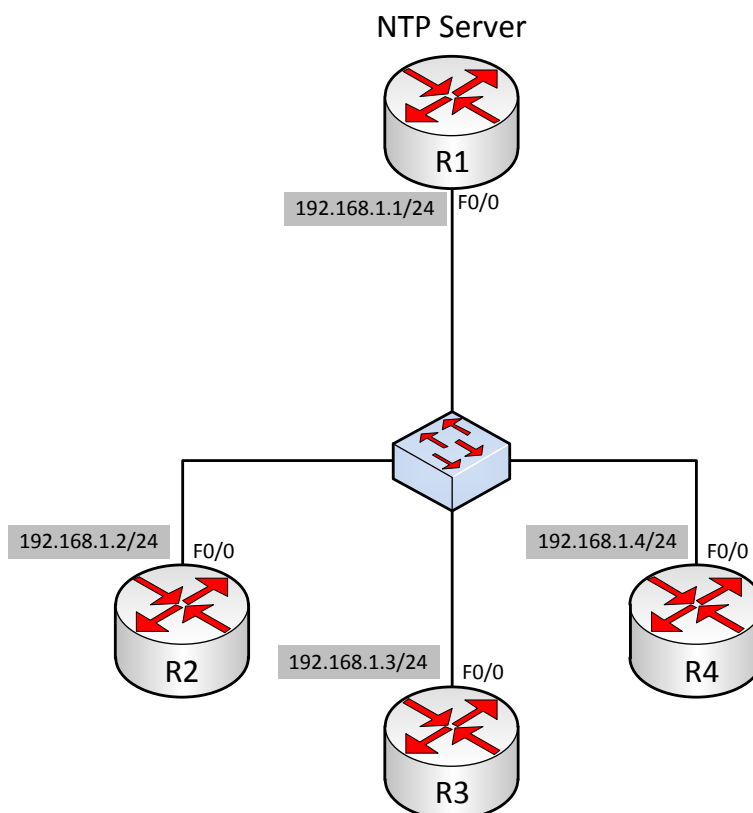 NTP Server
R1
192.168.1.1/24
F0/0
192.168.1.2/24
F0/0
R2
192.168.1.3/24
F0/0
R3
192.168.1.4/24
F0/0
R4